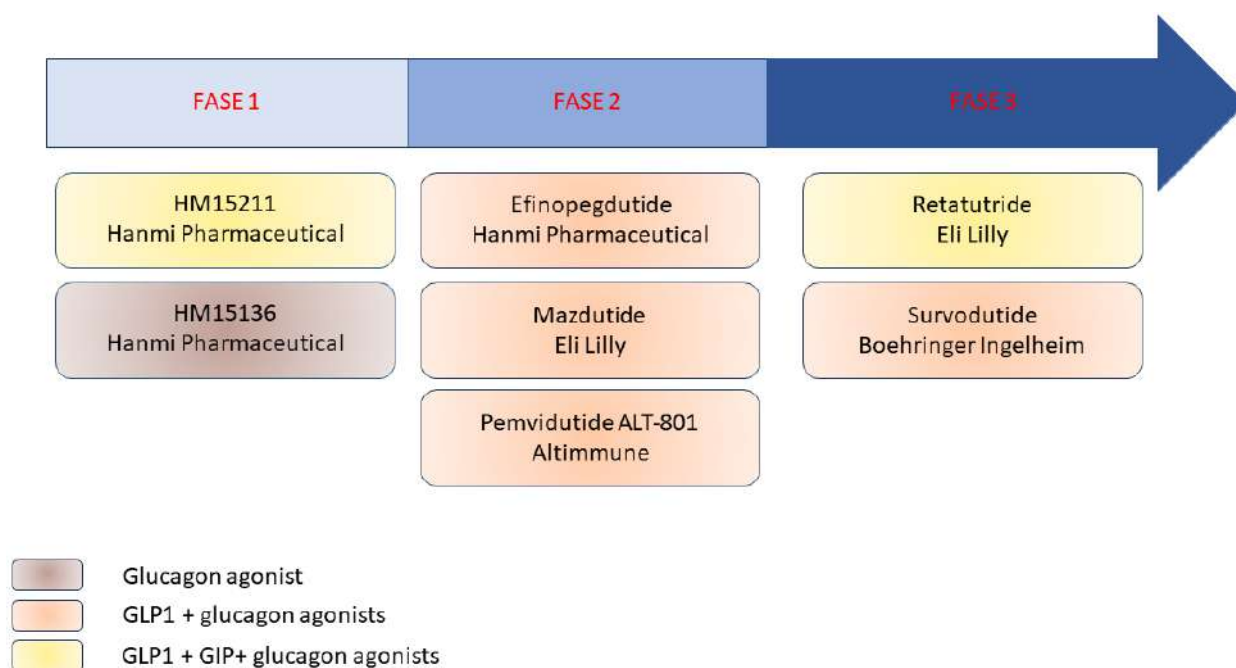 FASE 1
FASE 2
FASE 3
HM15211
Hanmi Pharmaceutical
Efinopegdutide
Hanmi Pharmaceutical
Retatutride
Eli Lilly
HM15136
Hanmi Pharmaceutical
Mazdutide
Eli Lilly
Survodutide
Boehringer Ingelheim
Pemvidutide ALT-801
Altimmune
Glucagon agonist
GLP1 + glucagon agonists
GLP1 + GIP+ glucagon agonists